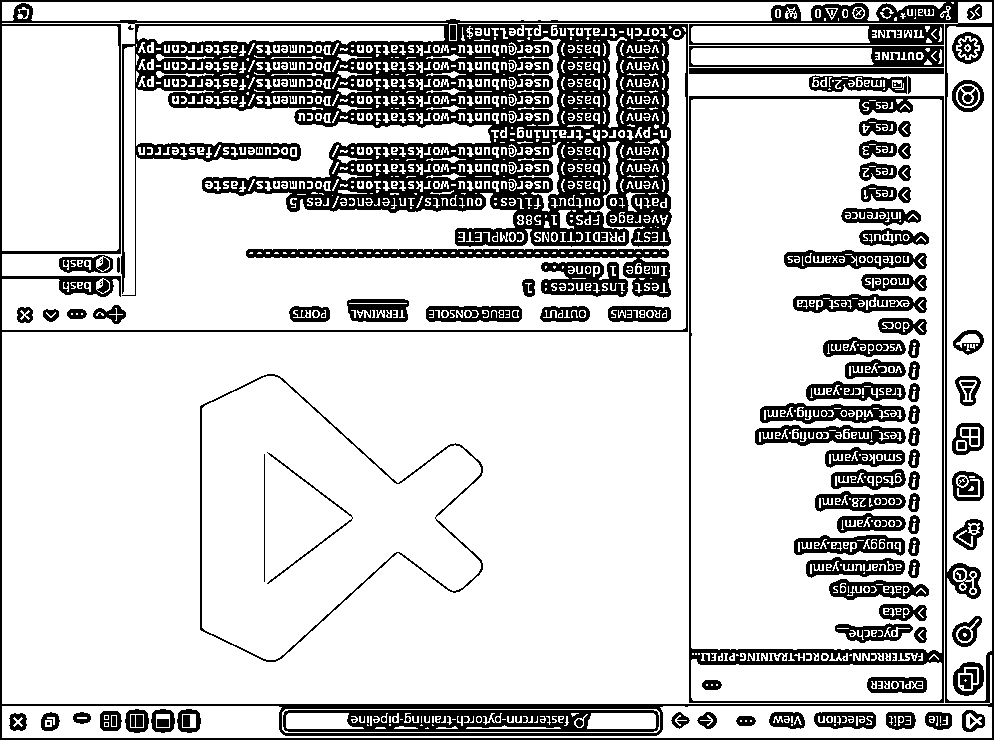 File Edit Selection View
fasterrcnn-pytorch-training-pipeline
EXPLORER
FASTERRCNN-PYTORCH-TRAINING-PIPELI...
__pycache__
data
data_configs
aquarium.yaml
buggy_data.yaml
coco.yaml
coco128.yaml
gtsdb.yaml
smoke.yaml
test_image_config.yaml
test_video_config.yaml
trash_icra.yaml
voc.yaml
vscode.yaml
docs
example_test_data
models
notebook_examples
outputs
inference
res_1
res_2
res_3
res_4
res_5
image_2.jpg
OUTLINE
TIMELINE
PROBLEMS OUTPUT DEBUG CONSOLE TERMINAL PORTS
Test instances: 1
Image 1 done...
--------------------------------------------------
TEST PREDICTIONS COMPLETE
Average FPS: 1.588
Path to output files: outputs/inference/res_5
(venv) (base) user@ubuntu-workstation:~/Documents/faste
(venv) (base) user@ubuntu-workstation:~/
(venv) (base) user@ubuntu-workstation:~/ Documents/fasterrcn
n-pytorch-training-pi
(venv) (base) user@ubuntu-workstation:~/Docu
(venv) (base) user@ubuntu-workstation:~/Documents/fasterrcn
(venv) (base) user@ubuntu-workstation:~/Documents/fasterrcnn-py
(venv) (base) user@ubuntu-workstation:~/Documents/fasterrcnn-py
(venv) (base) user@ubuntu-workstation:~/Documents/fasterrcnn-py
torch-training-pipeline$
bash
bash
main* 0 0 0